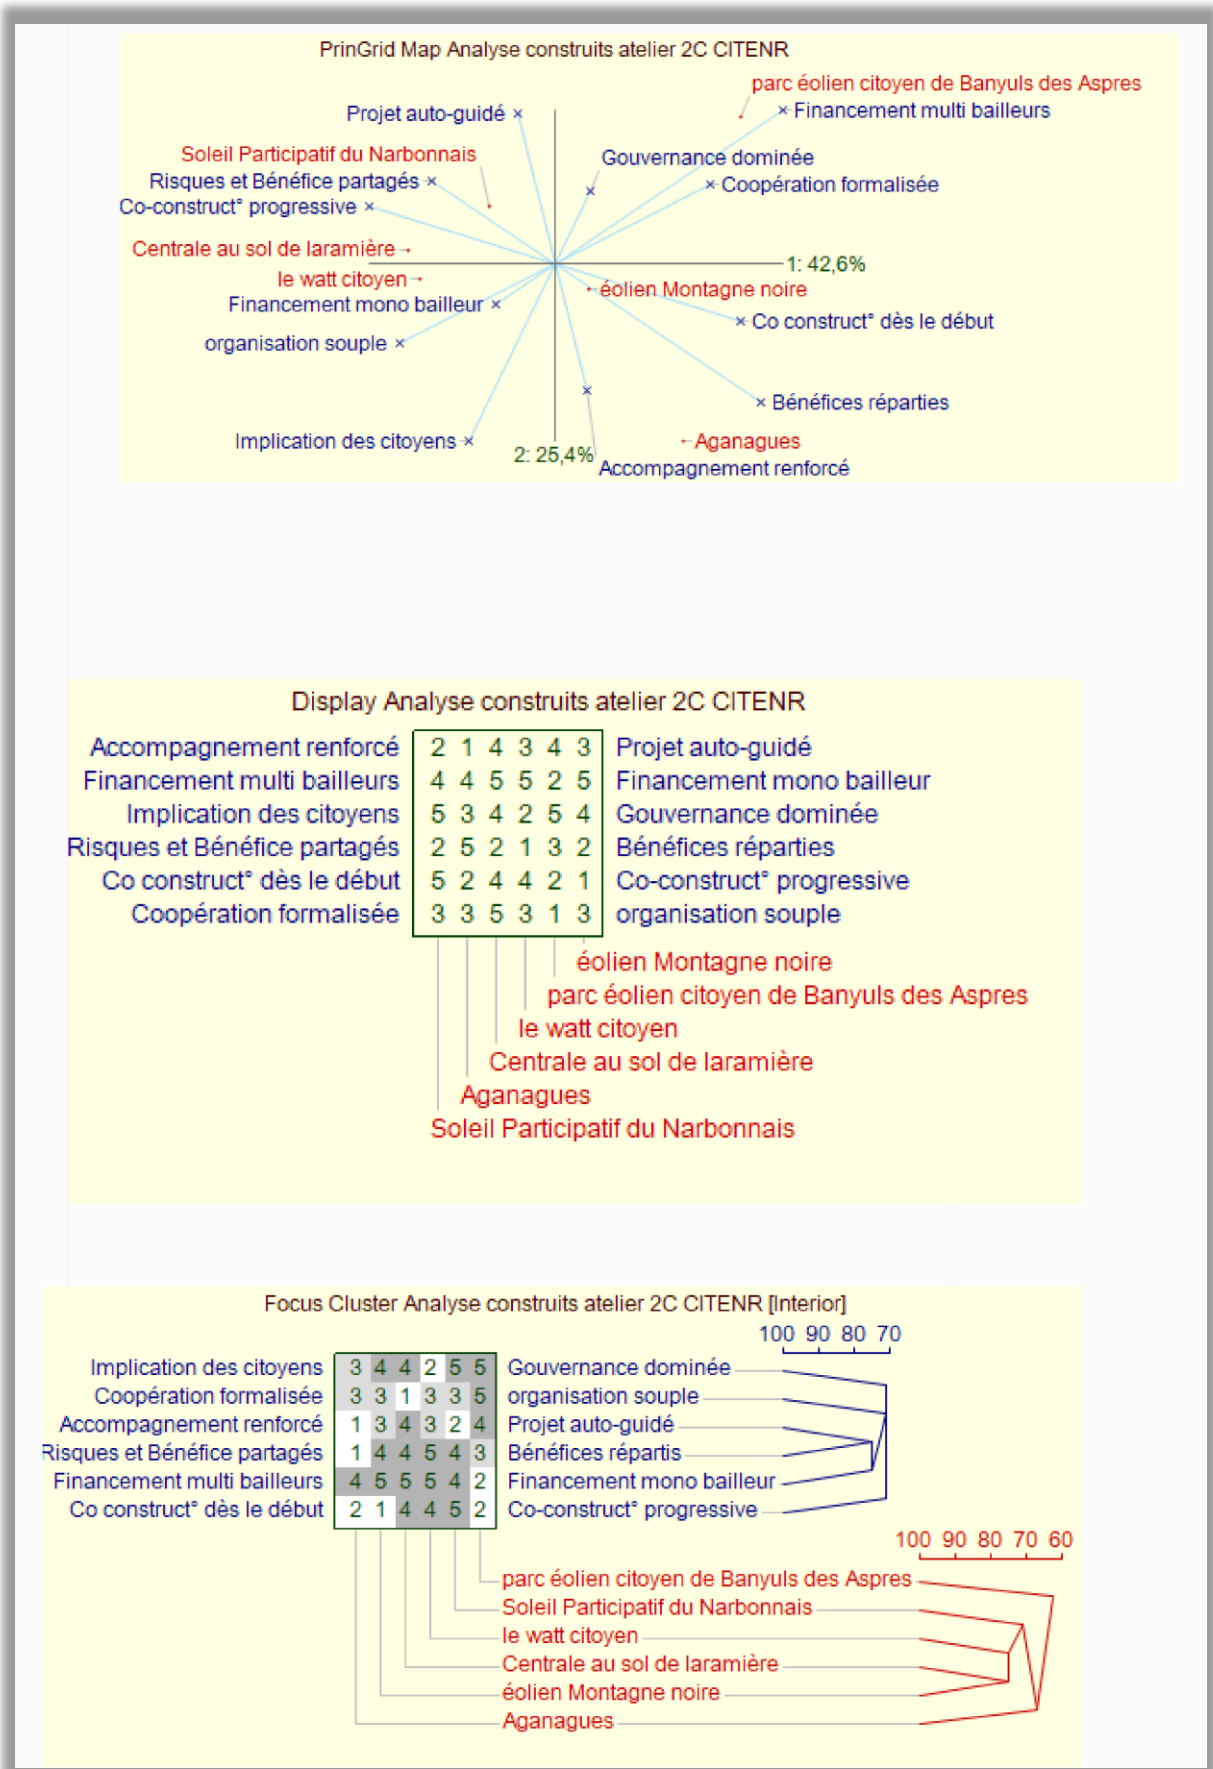 PrinGrid Map Analyse construits atelier 2C CITENR
parc éolien citoyen de Banyuls des Aspres
Projet auto-guidé
Financement multi bailleurs
Soleil Participatif du Narbonnais
Gouvernance dominée
Risques et Bénéfice partagés
Coopération formalisée
Co-construct° progressive
Centrale au sol de laramière
1: 42,6%
le watt citoyen
éolien Montagne noire
Financement mono bailleur
Co construct° dès le début
organisation souple
Bénéfices réparties
Implication des citoyens
Aganagues
2: 25,4%
Accompagnement renforcé
Display Analyse construits atelier 2C CITENR
Accompagnement renforcé 2 1 4 3 4 3 Projet auto-guidé
Financement multi bailleurs 4 4 5 5 2 5 Financement mono bailleur
Implication des citoyens 5 3 4 2 5 4 Gouvernance dominée
Risques et Bénéfice partagés 2 5 2 1 3 2 Bénéfices réparties
Co construct° dès le début 5 2 4 4 2 1 Co-construct° progressive
Coopération formalisée 3 3 5 3 1 3 organisation souple
éolien Montagne noire
parc éolien citoyen de Banyuls des Aspres
le watt citoyen
Centrale au sol de laramière
Aganagues
Soleil Participatif du Narbonnais
Focus Cluster Analyse construits atelier 2C CITENR [Interior]
100 90 80 70
Implication des citoyens 3 4 4 2 5 5 Gouvernance dominée
Coopération formalisée 3 3 1 3 3 5 organisation souple
Accompagnement renforcé 1 3 4 3 2 4 Projet auto-guidé
Risques et Bénéfice partagés 1 4 4 5 4 3 Bénéfices répartis
Financement multi bailleurs 4 5 5 5 4 2 Financement mono bailleur
Co construct° dès le début 2 1 4 4 5 2 Co-construct° progressive
100 90 80 70 60
parc éolien citoyen de Banyuls des Aspres
Soleil Participatif du Narbonnais
le watt citoyen
Centrale au sol de laramière
éolien Montagne noire
Aganagues